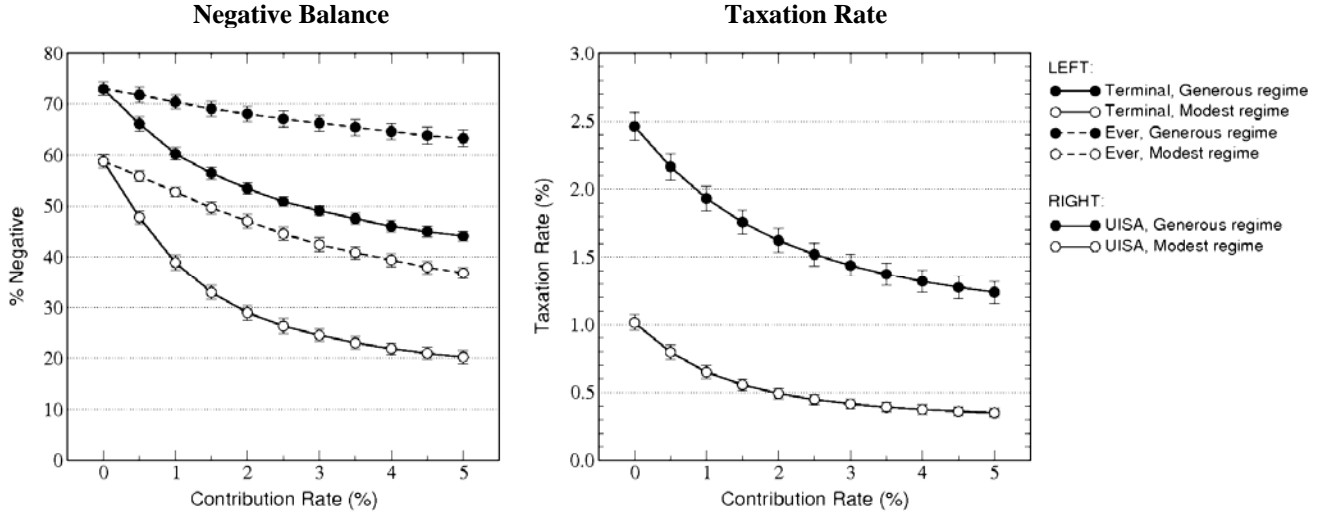 Negative Balance
80
70
60
50
40
30
20
10
0
% Negative
0 1 2 3 4 5
Contribution Rate (%)
Taxation Rate
3.0
2.5
2.0
1.5
1.0
0.5
0.0
Taxation Rate (%)
0 1 2 3 4 5
Contribution Rate (%)
LEFT:
Terminal, Generous regime
Terminal, Modest regime
Ever, Generous regime
Ever, Modest regime
RIGHT:
UISA, Generous regime
UISA, Modest regime